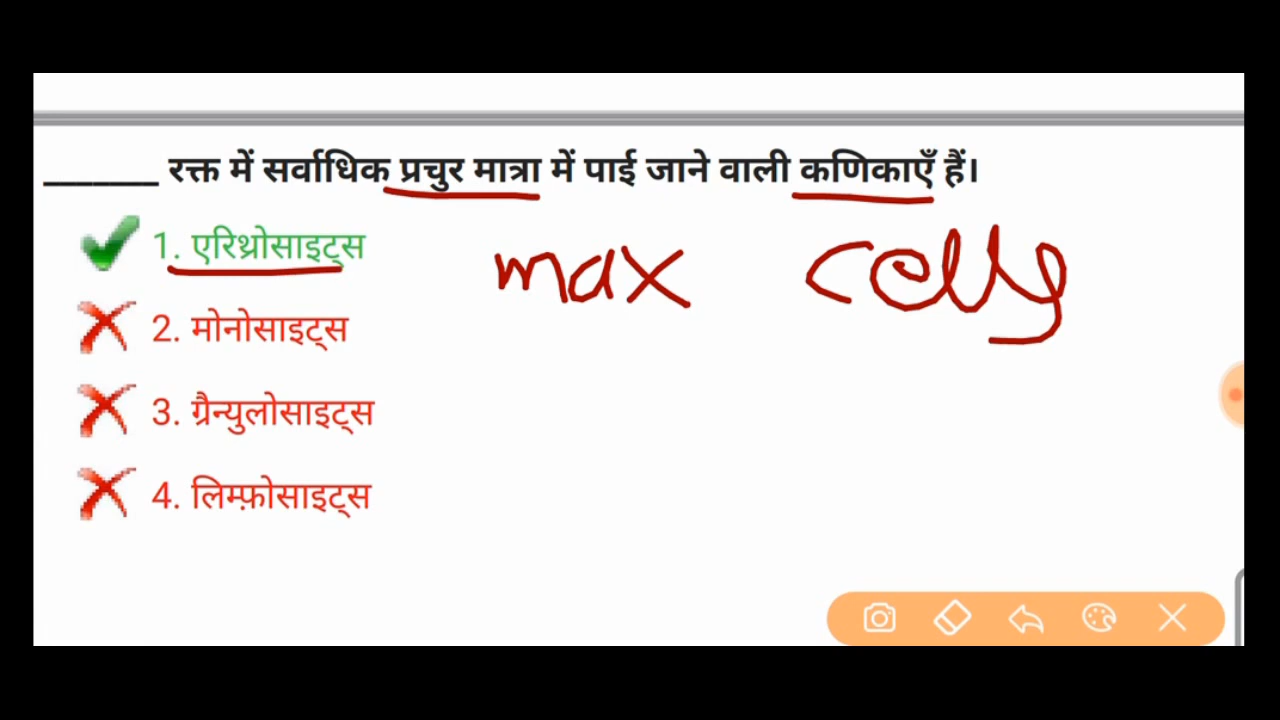 _______ रक्त में सर्वाधिक प्रचुर मात्रा में पाई जाने वाली कणिकाएँ हैं।
1. एरिथ्रोसाइट्स
max cells
2. मोनोसाइट्स
3. ग्रैन्युलोसाइट्स
4. लिम्फ़ोसाइट्स